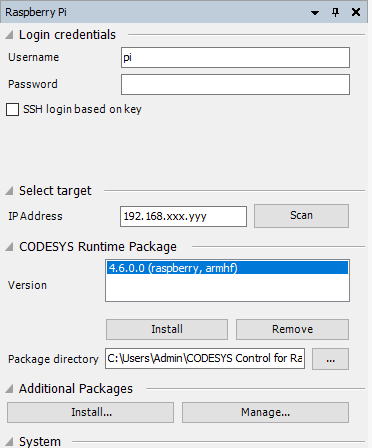 Raspberry Pi
Login credentials
Username pi
Password
SSH login based on key
Select target
IP Address 192.168.xxx.yyy Scan
CODESYS Runtime Package
4.6.0.0 (raspberry, armhf)
Version
Install Remove
Package directory C:\Users\Admin\CODESYS Control for Ra ...
Additional Packages
Install... Manage...
System